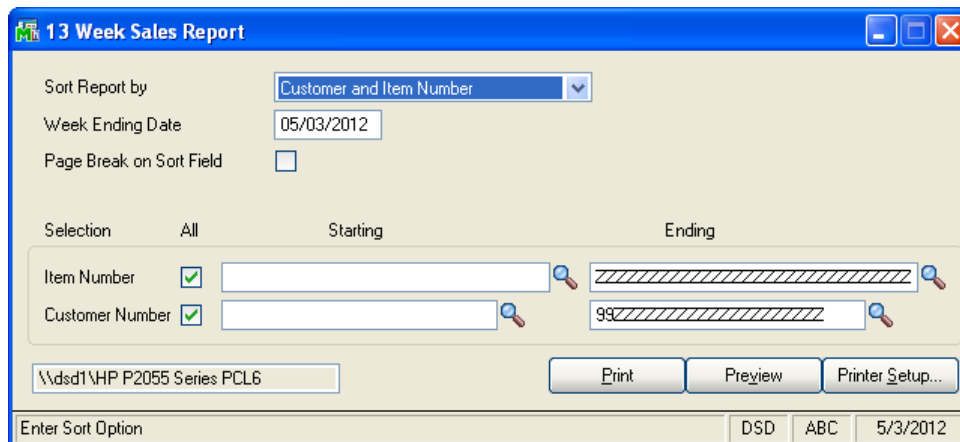 13 Week Sales Report
Sort Report by Customer and Item Number
Week Ending Date 05/03/2012
Page Break on Sort Field
Selection All Starting Ending
Item Number ZZZZZZZZZZZZZZZZZZZZZZZZZZZZZZ
Customer Number 99ZZZZZZZZZZZZZZZZZZZZ
\\dsd1\HP P2055 Series PCL6 Print Preview Printer Setup...
Enter Sort Option DSD ABC 5/3/2012